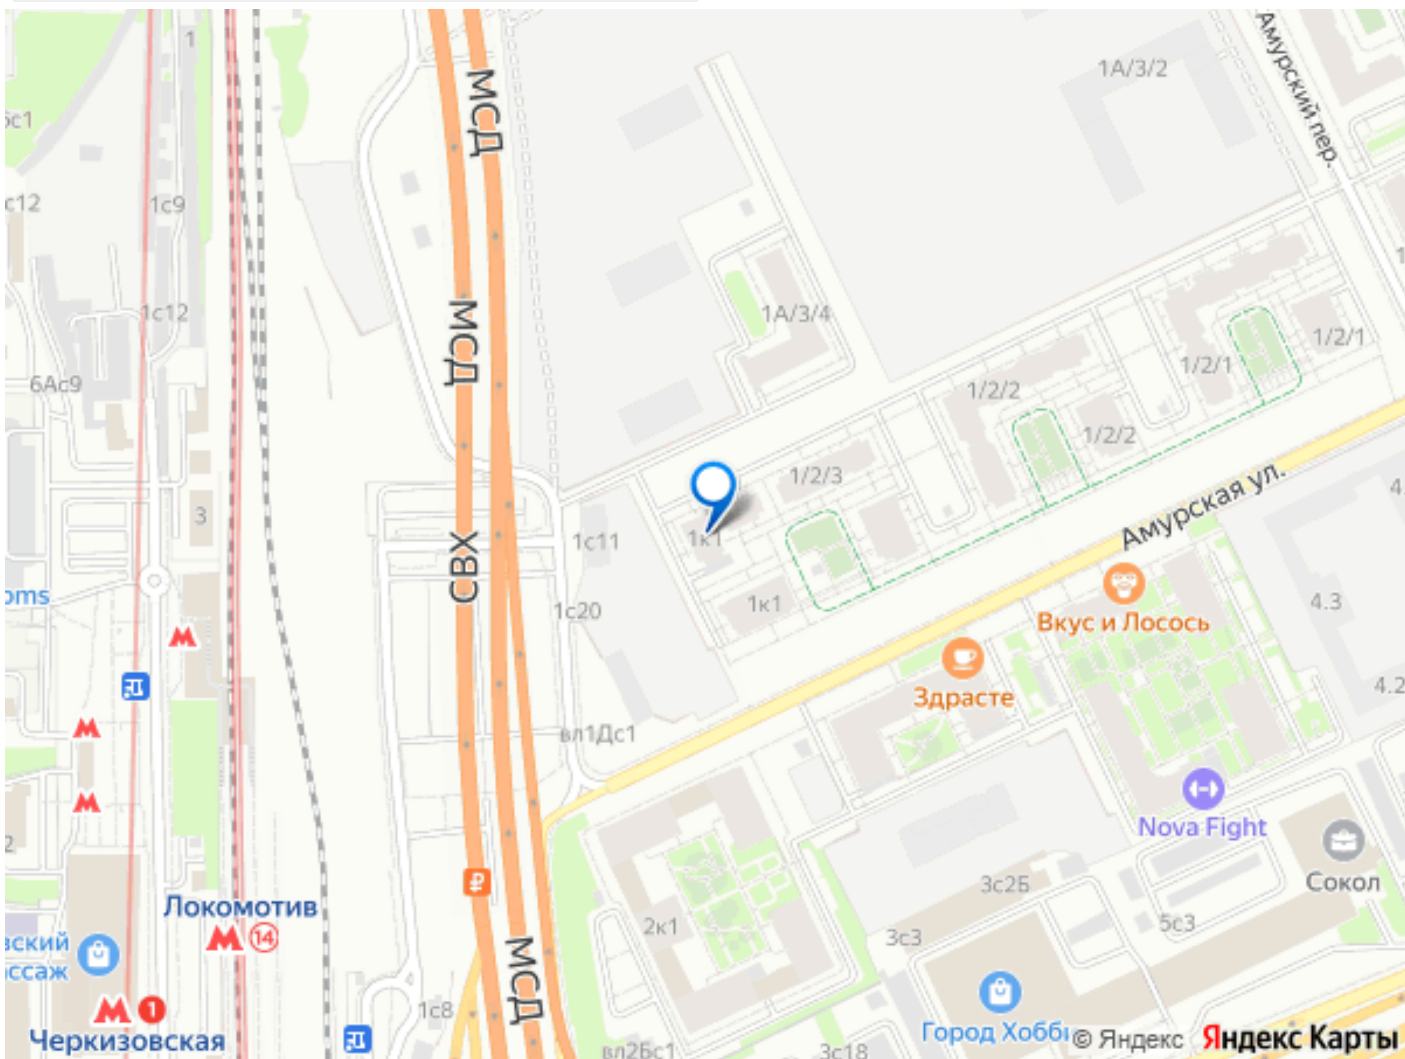 1
МСД
1А/3/2
Амурский пер.
с12
1с9
1с12
МСД
1А/3/4
1/2/1
1/2/1
6Ас9
1/2/2
1/2/2
1/2/3
Амурская ул.
3
1к1
1с11
СВХ
1с20
1к1
4.3
Вкус и Лосось
Здрасте
4.2
вл1Дс1
Nova Fight
Сокол
3с2Б
5с3
2к1
3с3
Локомотив
14
МСД
1с8
1
Черкизовская
вл2Бс1
3с18
Город Хобби
© Яндекс
Яндекс Карты